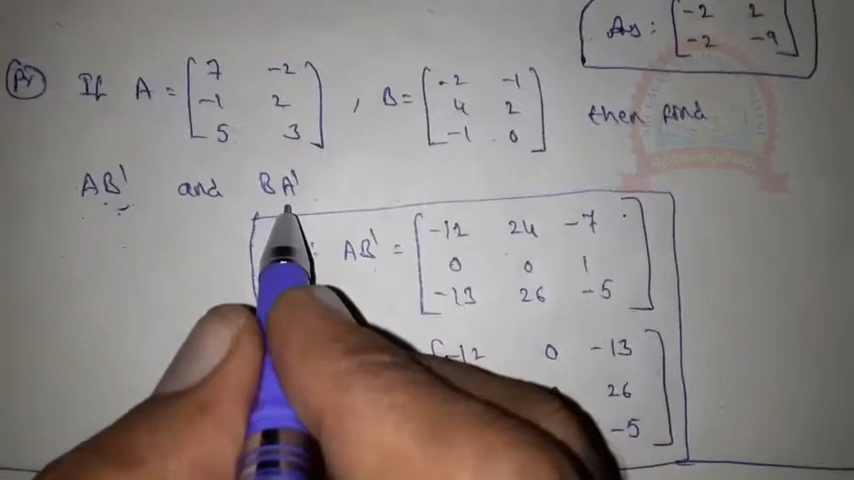 Ans: [-2 2
-2 -9]
If A = [7 -2
-1 2
5 3] , B = [-2 -1
4 2
-1 0] then find
AB' and BA'
: AB' = [-12 24 -7
0 0 1
-13 26 -5]
[-12 0 -13
26
-5]